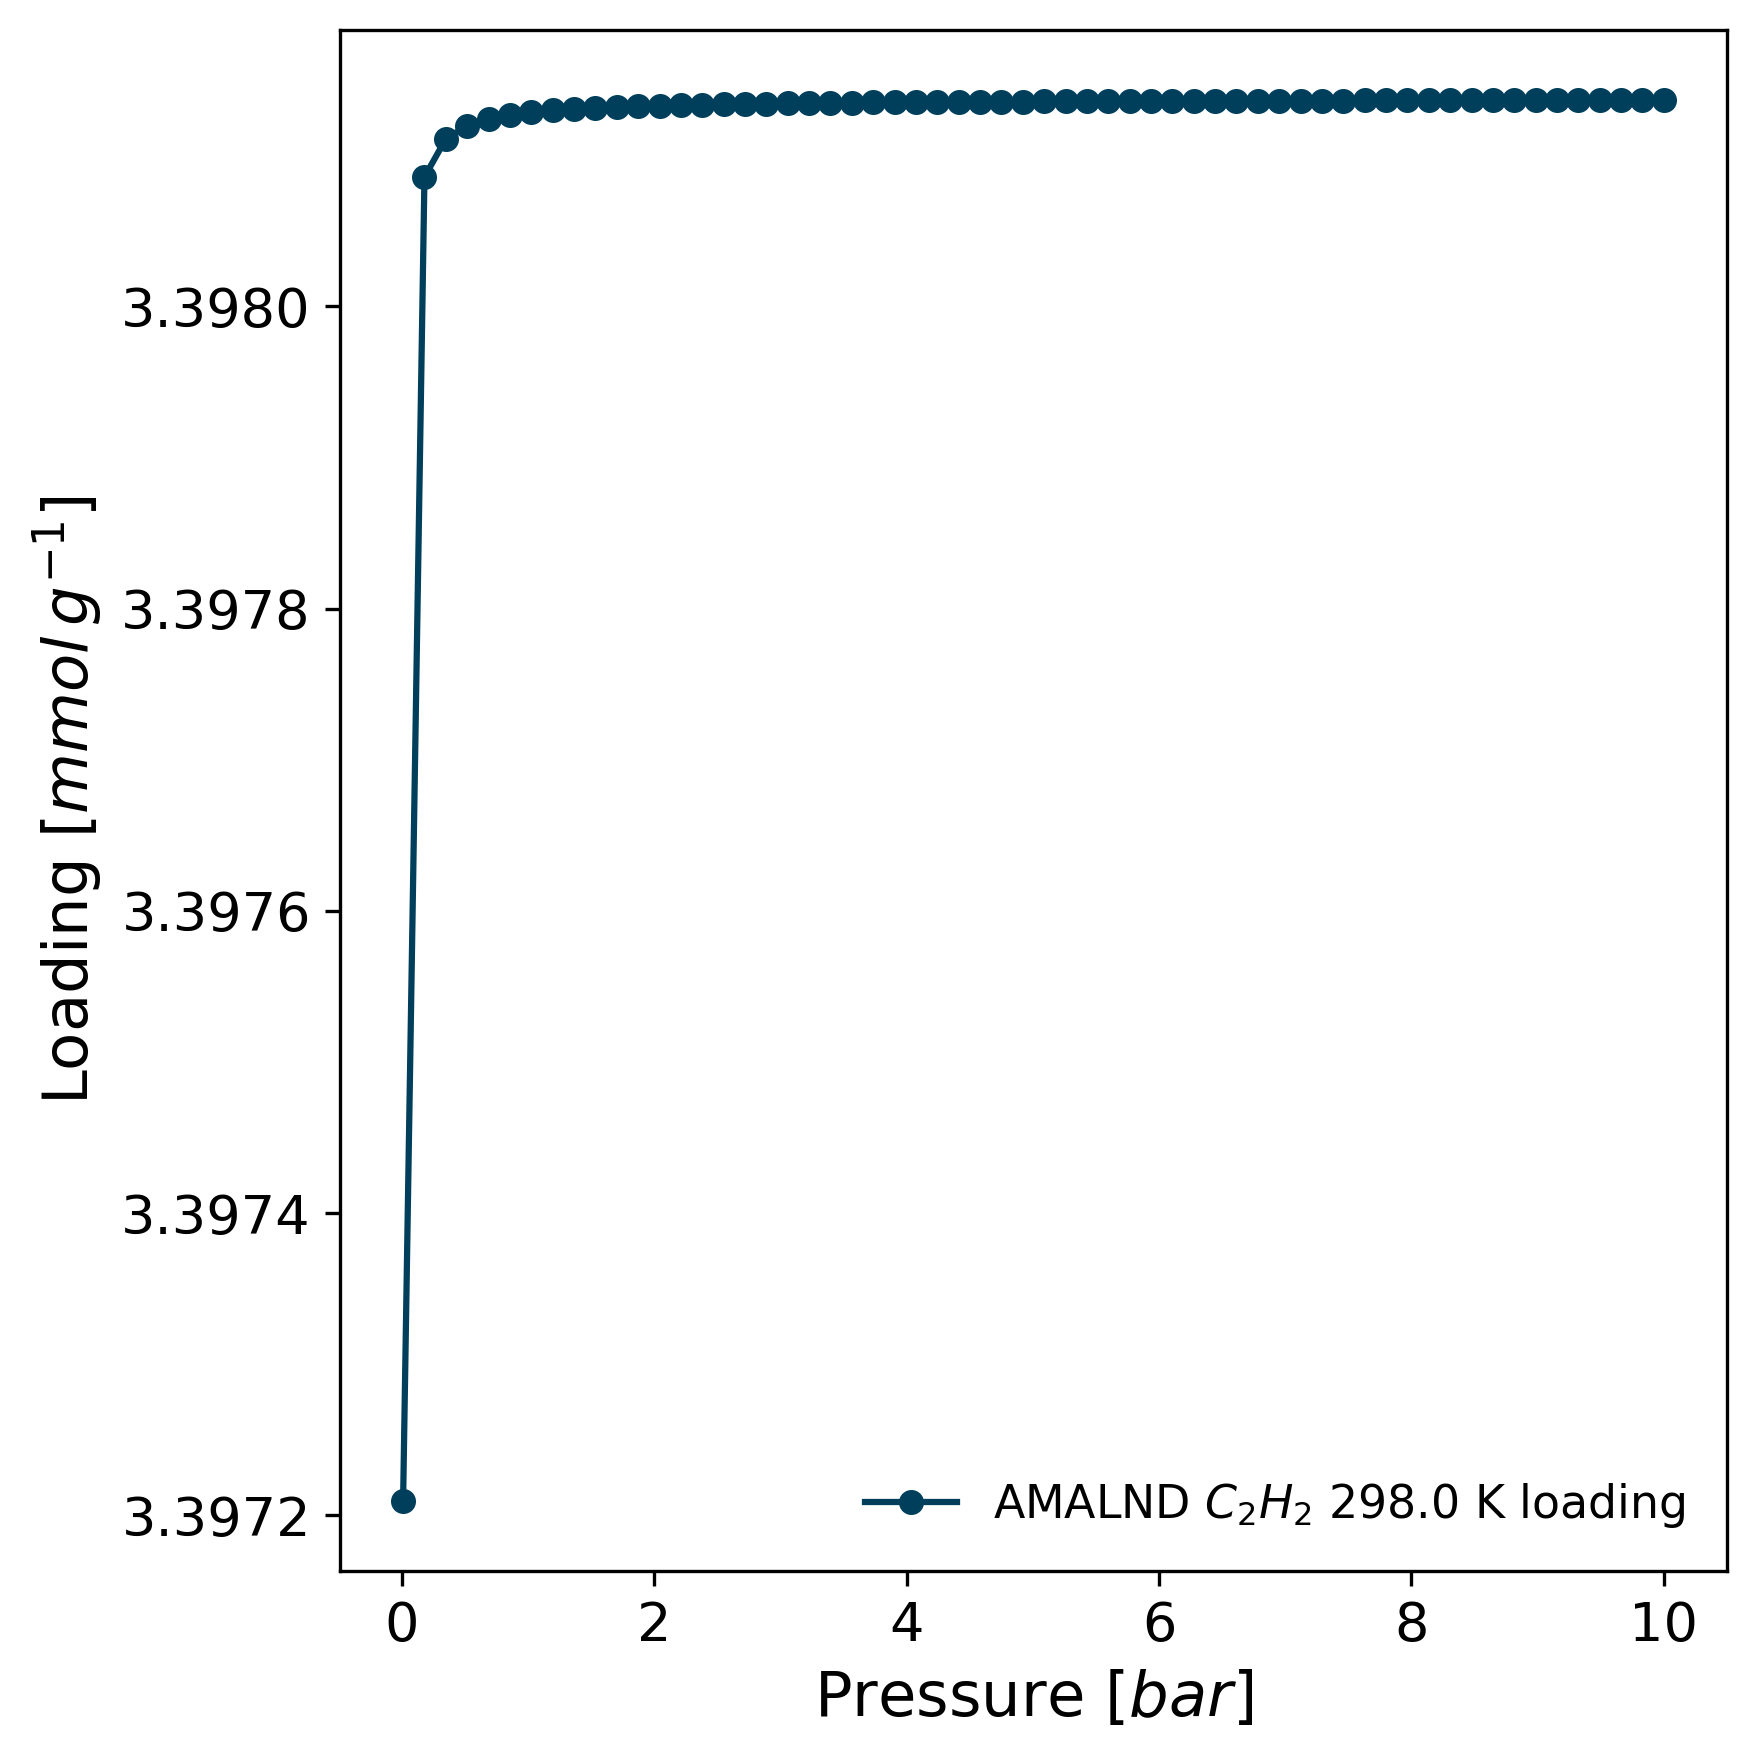 Loading [mmol g⁻¹]
3.3980
3.3978
3.3976
3.3974
3.3972
AMALND C₂H₂ 298.0 K loading
0 2 4 6 8 10
Pressure [bar]